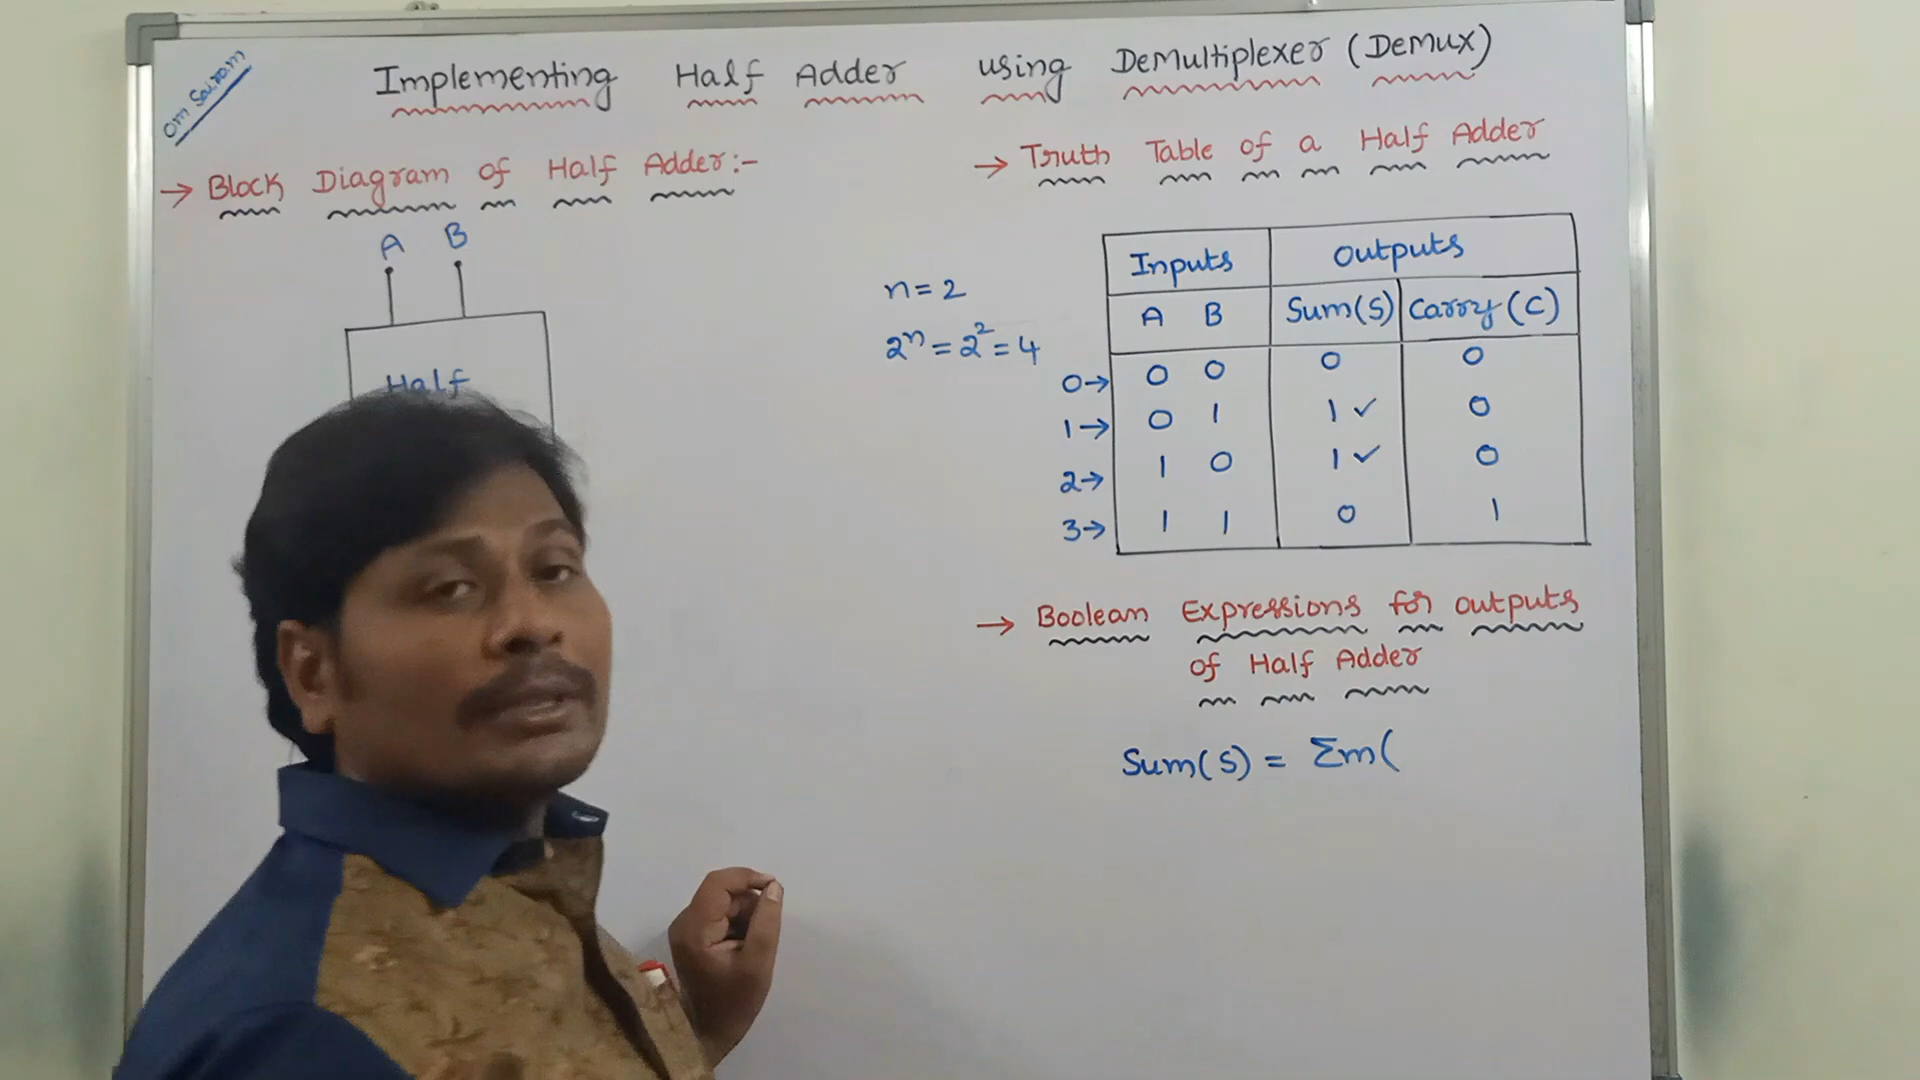 Om Sai ram
Implementing Half Adder using DeMultiplexer (DeMux)
→ Block Diagram of Half Adder:-
A B
Half
→ Truth Table of a Half Adder
n=2
2ⁿ = 2² = 4
Inputs Outputs
A B Sum(S) Carry(C)
0→ 0 0 0 0
1→ 0 1 1 ✓ 0
2→ 1 0 1 ✓ 0
3→ 1 1 0 1
→ Boolean Expressions for outputs
of Half Adder
Sum(S) = Σm(